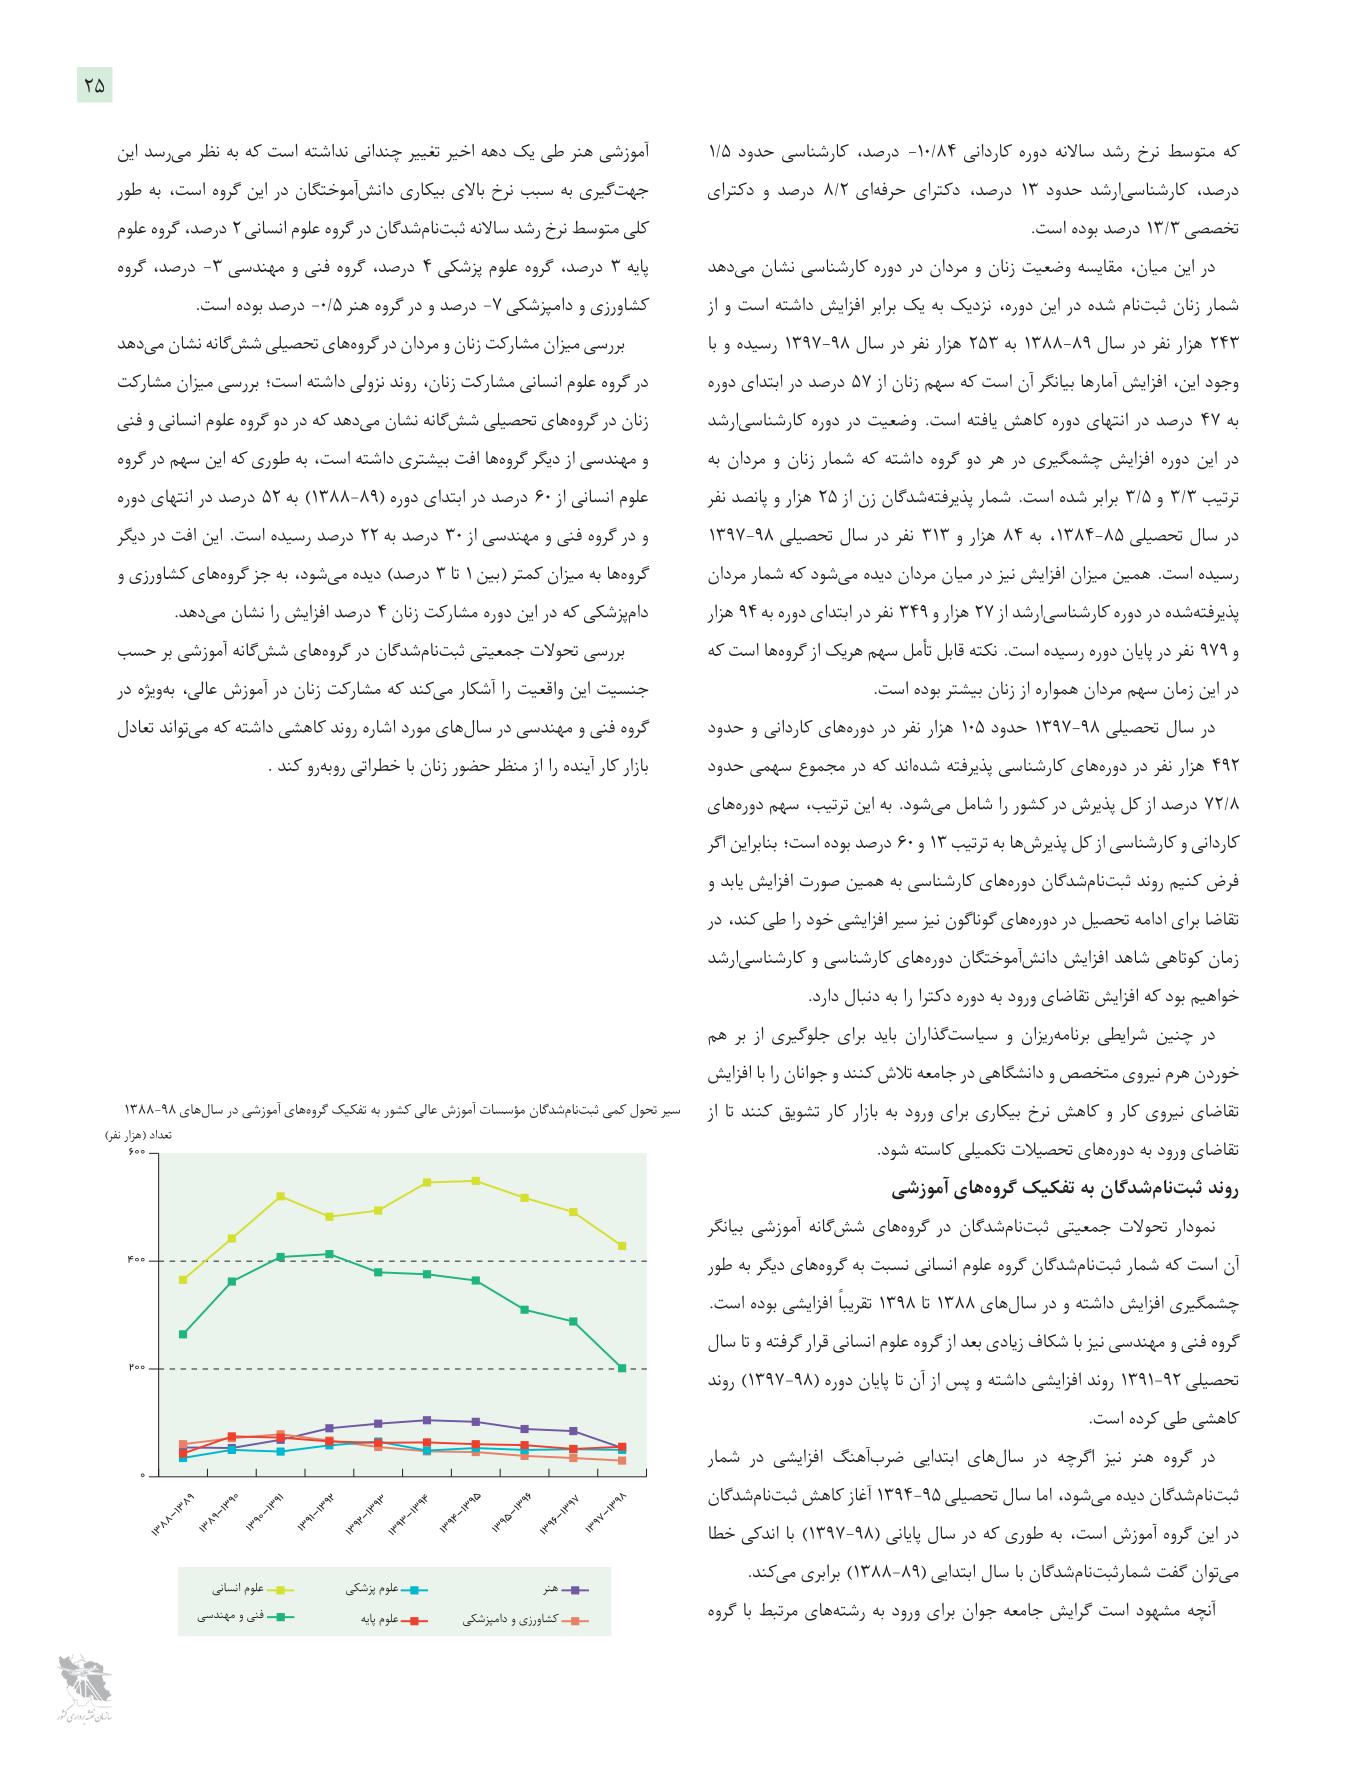 ۲۵
که متوسط نرخ رشد سالانه دوره کاردانی ۱۰/۸۴- درصد، کارشناسی حدود ۱/۵
درصد، کارشناسی‌ارشد حدود ۱۳ درصد، دکترای حرفه‌ای ۸/۲ درصد و دکترای
تخصصی ۱۳/۳ درصد بوده است.
در این میان، مقایسه وضعیت زنان و مردان در دوره کارشناسی نشان می‌دهد
شمار زنان ثبت‌نام شده در این دوره، نزدیک به یک برابر افزایش داشته است و از
۲۴۳ هزار نفر در سال ۸۹-۱۳۸۸ به ۲۵۳ هزار نفر در سال ۹۸-۱۳۹۷ رسیده و با
وجود این، افزایش آمارها بیانگر آن است که سهم زنان از ۵۷ درصد در ابتدای دوره
به ۴۷ درصد در انتهای دوره کاهش یافته است. وضعیت در دوره کارشناسی‌ارشد
در این دوره افزایش چشمگیری در هر دو گروه داشته که شمار زنان و مردان به
ترتیب ۳/۳ و ۳/۵ برابر شده است. شمار پذیرفته‌شدگان زن از ۲۵ هزار و پانصد نفر
در سال تحصیلی ۸۵-۱۳۸۴، به ۸۴ هزار و ۳۱۳ نفر در سال تحصیلی ۹۸-۱۳۹۷
رسیده است. همین میزان افزایش نیز در میان مردان دیده می‌شود که شمار مردان
پذیرفته‌شده در دوره کارشناسی‌ارشد از ۲۷ هزار و ۳۴۹ نفر در ابتدای دوره به ۹۴ هزار
و ۹۷۹ نفر در پایان دوره رسیده است. نکته قابل تأمل سهم هریک از گروه‌ها است که
در این زمان سهم مردان همواره از زنان بیشتر بوده است.
در سال تحصیلی ۹۸-۱۳۹۷ حدود ۱۰۵ هزار نفر در دوره‌های کاردانی و حدود
۴۹۲ هزار نفر در دوره‌های کارشناسی پذیرفته شده‌اند که در مجموع سهمی حدود
۷۲/۸ درصد از کل پذیرش در کشور را شامل می‌شود. به این ترتیب، سهم دوره‌های
کاردانی و کارشناسی از کل پذیرش‌ها به ترتیب ۱۳ و ۶۰ درصد بوده است؛ بنابراین اگر
فرض کنیم روند ثبت‌نام‌شدگان دوره‌های کارشناسی به همین صورت افزایش یابد و
تقاضا برای ادامه تحصیل در دوره‌های گوناگون نیز سیر افزایشی خود را طی کند، در
زمان کوتاهی شاهد افزایش دانش‌آموختگان دوره‌های کارشناسی و کارشناسی‌ارشد
خواهیم بود که افزایش تقاضای ورود به دوره دکترا را به دنبال دارد.
در چنین شرایطی برنامه‌ریزان و سیاست‌گذاران باید برای جلوگیری از بر هم
خوردن هرم نیروی متخصص و دانشگاهی در جامعه تلاش کنند و جوانان را با افزایش
تقاضای نیروی کار و کاهش نرخ بیکاری برای ورود به بازار کار تشویق کنند تا از
تقاضای ورود به دوره‌های تحصیلات تکمیلی کاسته شود.
روند ثبت‌نام‌شدگان به تفکیک گروه‌های آموزشی
نمودار تحولات جمعیتی ثبت‌نام‌شدگان در گروه‌های شش‌گانه آموزشی بیانگر
آن است که شمار ثبت‌نام‌شدگان گروه علوم انسانی نسبت به گروه‌های دیگر به طور
چشمگیری افزایش داشته و در سال‌های ۱۳۸۸ تا ۱۳۹۸ تقریباً افزایشی بوده است.
گروه فنی و مهندسی نیز با شکاف زیادی بعد از گروه علوم انسانی قرار گرفته و تا سال
تحصیلی ۹۲-۱۳۹۱ روند افزایشی داشته و پس از آن تا پایان دوره (۹۸-۱۳۹۷) روند
کاهشی طی کرده است.
در گروه هنر نیز اگرچه در سال‌های ابتدایی ضرب‌آهنگ افزایشی در شمار
ثبت‌نام‌شدگان دیده می‌شود، اما سال تحصیلی ۹۵-۱۳۹۴ آغاز کاهش ثبت‌نام‌شدگان
در این گروه آموزش است، به طوری که در سال پایانی (۹۸-۱۳۹۷) با اندکی خطا
می‌توان گفت شمارثبت‌نام‌شدگان با سال ابتدایی (۸۹-۱۳۸۸) برابری می‌کند.
آنچه مشهود است گرایش جامعه جوان برای ورود به رشته‌های مرتبط با گروه
آموزشی هنر طی یک دهه اخیر تغییر چندانی نداشته است که به نظر می‌رسد این
جهت‌گیری به سبب نرخ بالای بیکاری دانش‌آموختگان در این گروه است، به طور
کلی متوسط نرخ رشد سالانه ثبت‌نام‌شدگان در گروه علوم انسانی ۲ درصد، گروه علوم
پایه ۳ درصد، گروه علوم پزشکی ۴ درصد، گروه فنی و مهندسی ۳- درصد، گروه
کشاورزی و دامپزشکی ۷- درصد و در گروه هنر ۰/۵- درصد بوده است.
بررسی میزان مشارکت زنان و مردان در گروه‌های تحصیلی شش‌گانه نشان می‌دهد
در گروه علوم انسانی مشارکت زنان، روند نزولی داشته است؛ بررسی میزان مشارکت
زنان در گروه‌های تحصیلی شش‌گانه نشان می‌دهد که در دو گروه علوم انسانی و فنی
و مهندسی از دیگر گروه‌ها افت بیشتری داشته است، به طوری که این سهم در گروه
علوم انسانی از ۶۰ درصد در ابتدای دوره (۸۹-۱۳۸۸) به ۵۲ درصد در انتهای دوره
و در گروه فنی و مهندسی از ۳۰ درصد به ۲۲ درصد رسیده است. این افت در دیگر
گروه‌ها به میزان کمتر (بین ۱ تا ۳ درصد) دیده می‌شود، به جز گروه‌های کشاورزی و
دام‌پزشکی که در این دوره مشارکت زنان ۴ درصد افزایش را نشان می‌دهد.
بررسی تحولات جمعیتی ثبت‌نام‌شدگان در گروه‌های شش‌گانه آموزشی بر حسب
جنسیت این واقعیت را آشکار می‌کند که مشارکت زنان در آموزش عالی، به‌ویژه در
گروه فنی و مهندسی در سال‌های مورد اشاره روند کاهشی داشته که می‌تواند تعادل
بازار کار آینده را از منظر حضور زنان با خطراتی روبه‌رو کند .
سیر تحول کمی ثبت‌نام‌شدگان مؤسسات آموزش عالی کشور به تفکیک گروه‌های آموزشی در سال‌های ۹۸-۱۳۸۸
تعداد (هزار نفر)
۶۰۰
۴۰۰
۲۰۰
۰
۱۳۸۸-۱۳۸۹
۱۳۸۹-۱۳۹۰
۱۳۹۰-۱۳۹۱
۱۳۹۱-۱۳۹۲
۱۳۹۲-۱۳۹۳
۱۳۹۳-۱۳۹۴
۱۳۹۴-۱۳۹۵
۱۳۹۵-۱۳۹۶
۱۳۹۶-۱۳۹۷
۱۳۹۷-۱۳۹۸
هنر
علوم پزشکی
علوم انسانی
کشاورزی و دامپزشکی
علوم پایه
فنی و مهندسی
سازمان نقشه‌برداری کشور